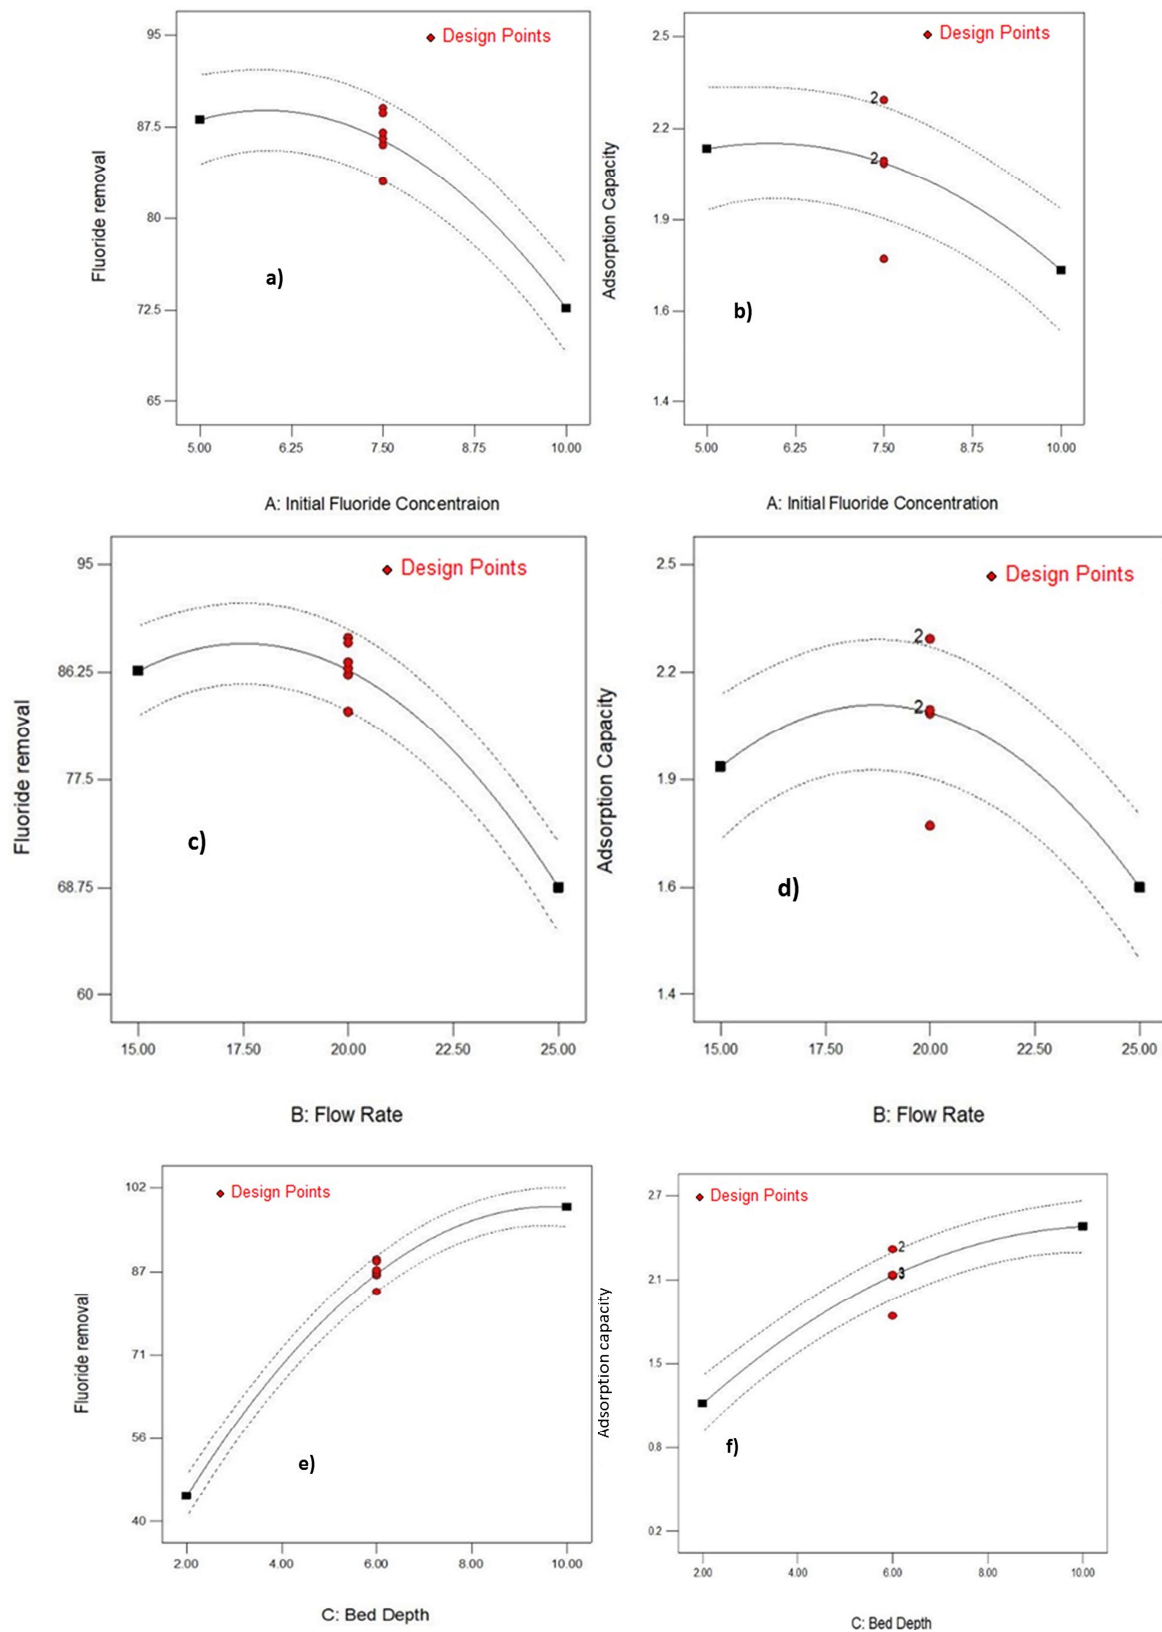 95
87.5
80
72.5
65
Fluoride removal
Design Points
a)
5.00 6.25 7.50 8.75 10.00
A: Initial Fluoride Concentraion
2.5
2.2
1.9
1.6
1.4
Adsorption Capacity
Design Points
2
2
b)
5.00 6.25 7.50 8.75 10.00
A: Initial Fluoride Concentration
95
86.25
77.5
68.75
60
Fluoride removal
Design Points
c)
15.00 17.50 20.00 22.50 25.00
B: Flow Rate
2.5
2.2
1.9
1.6
1.4
Adsorption Capacity
Design Points
2
2
d)
15.00 17.50 20.00 22.50 25.00
B: Flow Rate
102
87
71
56
40
Fluoride removal
Design Points
e)
2.00 4.00 6.00 8.00 10.00
C: Bed Depth
2.7
2.1
1.5
0.8
0.2
Adsorption capacity
Design Points
2
3
f)
2.00 4.00 6.00 8.00 10.00
C: Bed Depth